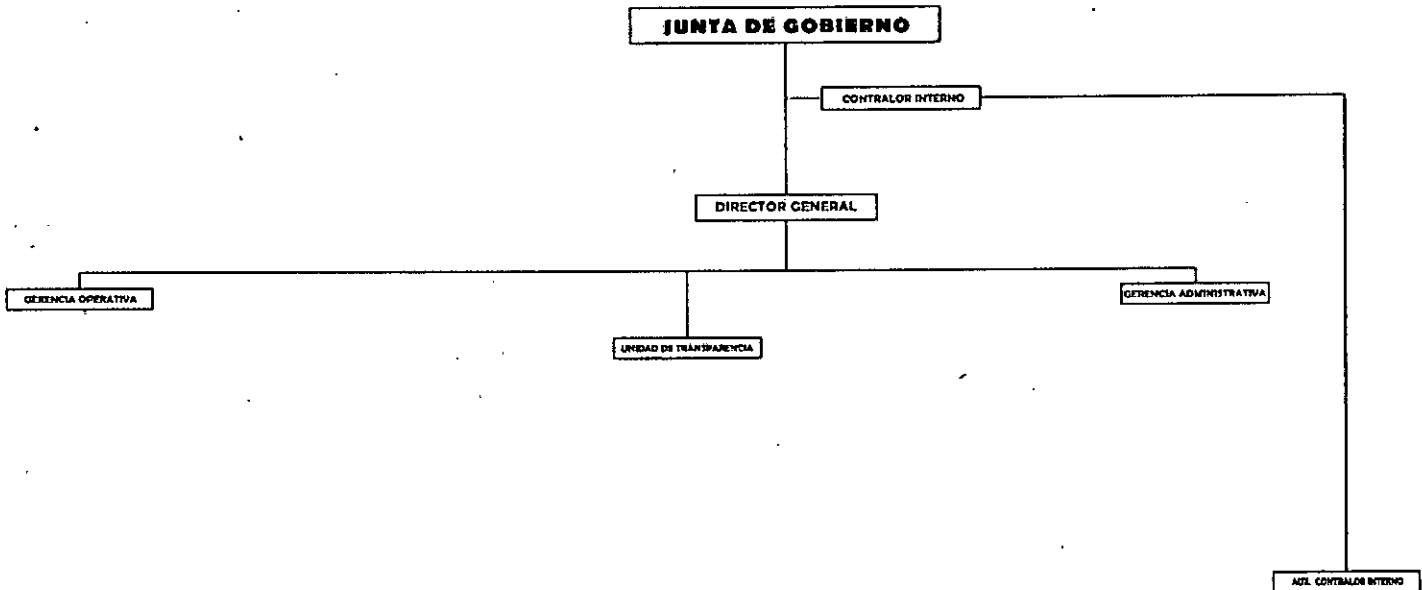 JUNTA DE GOBIERNO
CONTRALOR INTERNO
DIRECTOR GENERAL
GERENCIA OPERATIVA
GERENCIA ADMINISTRATIVA
UNIDAD DE TRANSPARENCIA
AUX. CONTRALOR INTERNO